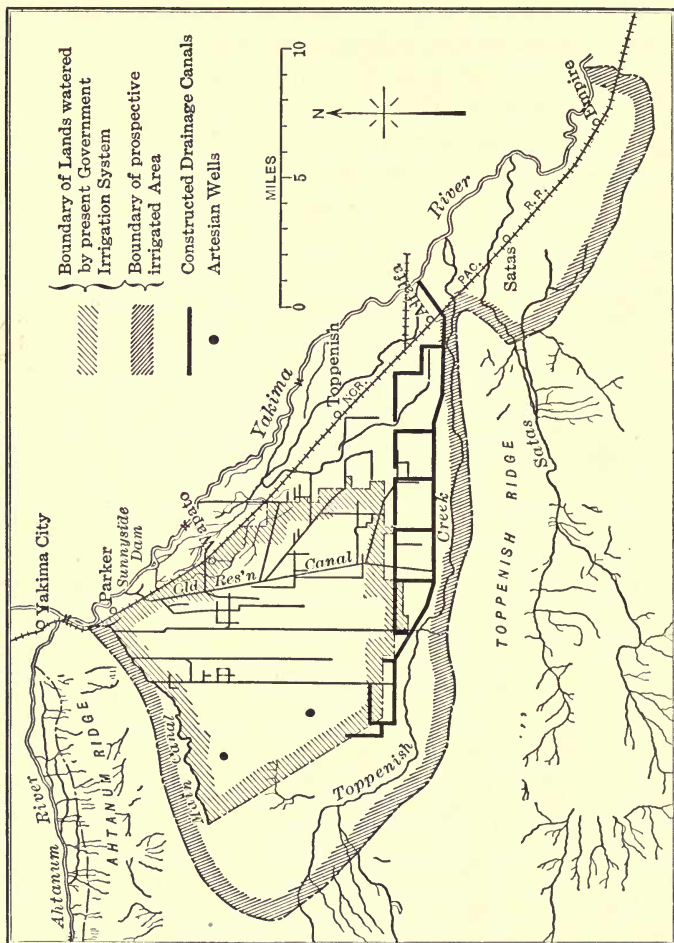 Boundary of Lands watered
by present Government
Irrigation System
Boundary of prospective
irrigated Area
Constructed Drainage Canals
Artesian Wells
MILES
0
5
10
N
Yakima City
Parker
Sunnyside
Dam
Wapato
Yakima
River
Toppenish
Alfalfa
NOR.
PAC.
R. R.
Satas
Empire
Ahtanum
River
AHTANUM RIDGE
Main Canal
Old Res'n Canal
Toppenish
Creek
TOPPENISH RIDGE
Satas